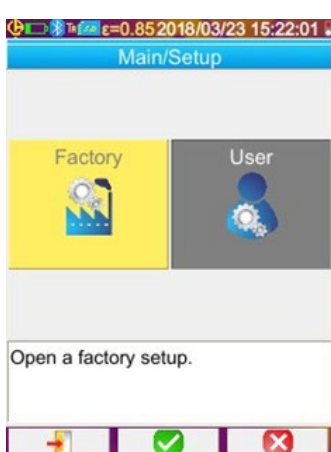 ε=0.85 2018/03/23 15:22:01
Main/Setup
Factory
User
Open a factory setup.